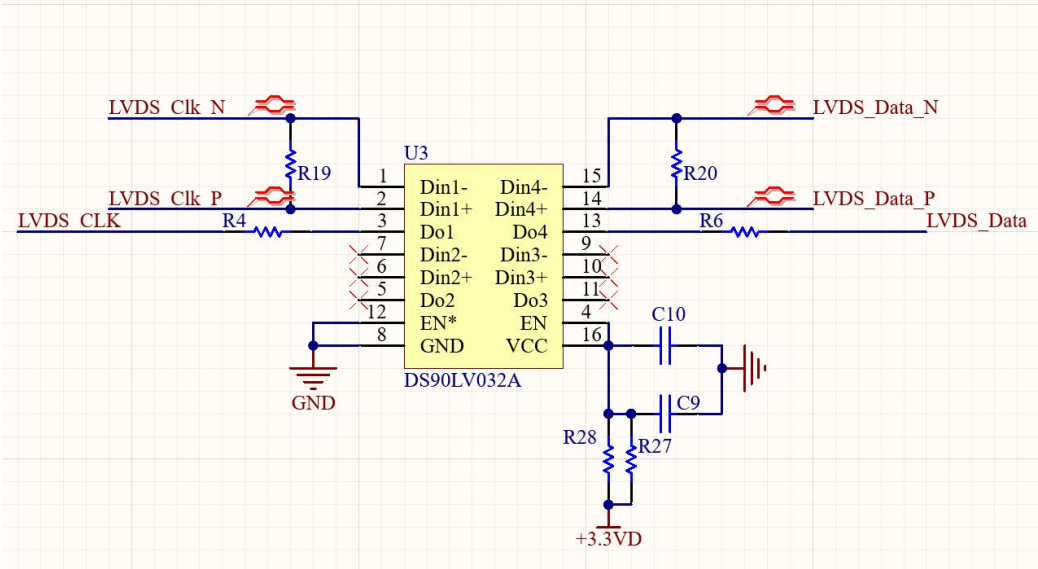 LVDS_Clk_N
LVDS_Data_N
U3
R19
R20
1 Din1- Din4- 15
LVDS_Clk_P
2 Din1+ Din4+ 14
LVDS_Data_P
LVDS_CLK
R4
3 Do1 Do4 13
R6
LVDS_Data
7 Din2- Din3- 9
6 Din2+ Din3+ 10
5 Do2 Do3 11
12 EN* EN 4
C10
8 GND VCC 16
DS90LV032A
GND
C9
R28
R27
+3.3VD